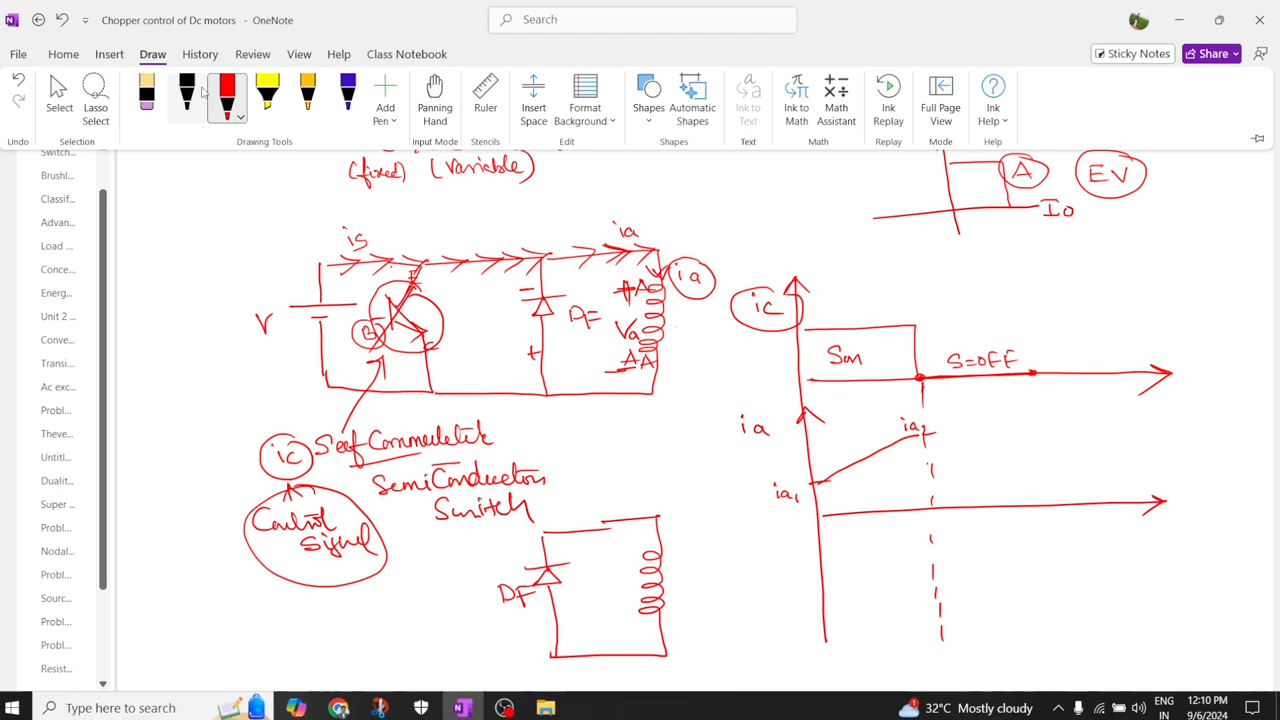 Chopper control of Dc motors - OneNote
Search
File Home Insert Draw History Review View Help Class Notebook
Sticky Notes Share
Select Lasso Select Add Pen Panning Hand Ruler Insert Space Format Background Shapes Automatic Shapes Ink to Text Ink to Math Math Assistant Ink Replay Full Page View Ink Help
Undo Selection Drawing Tools Input Mode Stencils Edit Shapes Text Math Replay Help
Switch...
Brushl...
Classif...
Advan...
Load ...
Conce...
Energ...
Unit 2 ...
Conve...
Transi...
Ac exc...
Probl...
Theve...
Untitl...
Dualit...
Super ...
Probl...
Nodal...
Probl...
Sourc...
Probl...
Probl...
Resist...
(fixed) (Variable)
A EV
Io
is ia
ia
E
- +A
V B DF Va
C
+ AA
ic
Son S=OFF
ia ia2
ia1
ic
Semiconductor
Switch
Control
Signal
DF
Type here to search
32°C Mostly cloudy
ENG
IN
12:10 PM
9/6/2024